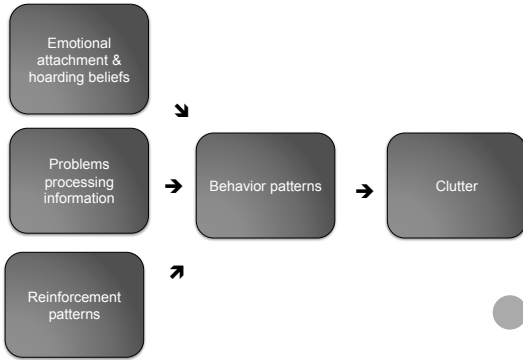 Emotional
attachment &
hoarding beliefs
Problems
processing
information
Reinforcement
patterns
Behavior patterns
Clutter